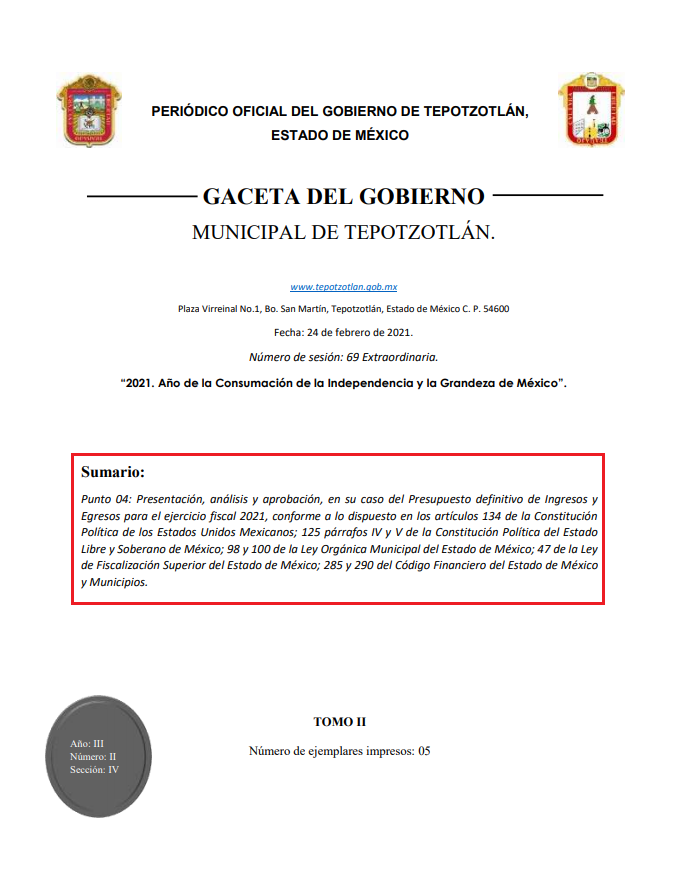 PERIÓDICO OFICIAL DEL GOBIERNO DE TEPOTZOTLÁN,
ESTADO DE MÉXICO
GACETA DEL GOBIERNO
MUNICIPAL DE TEPOTZOTLÁN.
www.tepotzotlan.gob.mx
Plaza Virreinal No.1, Bo. San Martín, Tepotzotlán, Estado de México C. P. 54600
Fecha: 24 de febrero de 2021.
Número de sesión: 69 Extraordinaria.
“2021. Año de la Consumación de la Independencia y la Grandeza de México”.
Sumario:
Punto 04: Presentación, análisis y aprobación, en su caso del Presupuesto definitivo de Ingresos y
Egresos para el ejercicio fiscal 2021, conforme a lo dispuesto en los artículos 134 de la Constitución
Política de los Estados Unidos Mexicanos; 125 párrafos IV y V de la Constitución Política del Estado
Libre y Soberano de México; 98 y 100 de la Ley Orgánica Municipal del Estado de México; 47 de la Ley
de Fiscalización Superior del Estado de México; 285 y 290 del Código Financiero del Estado de México
y Municipios.
TOMO II
Número de ejemplares impresos: 05
Año: III
Número: II
Sección: IV